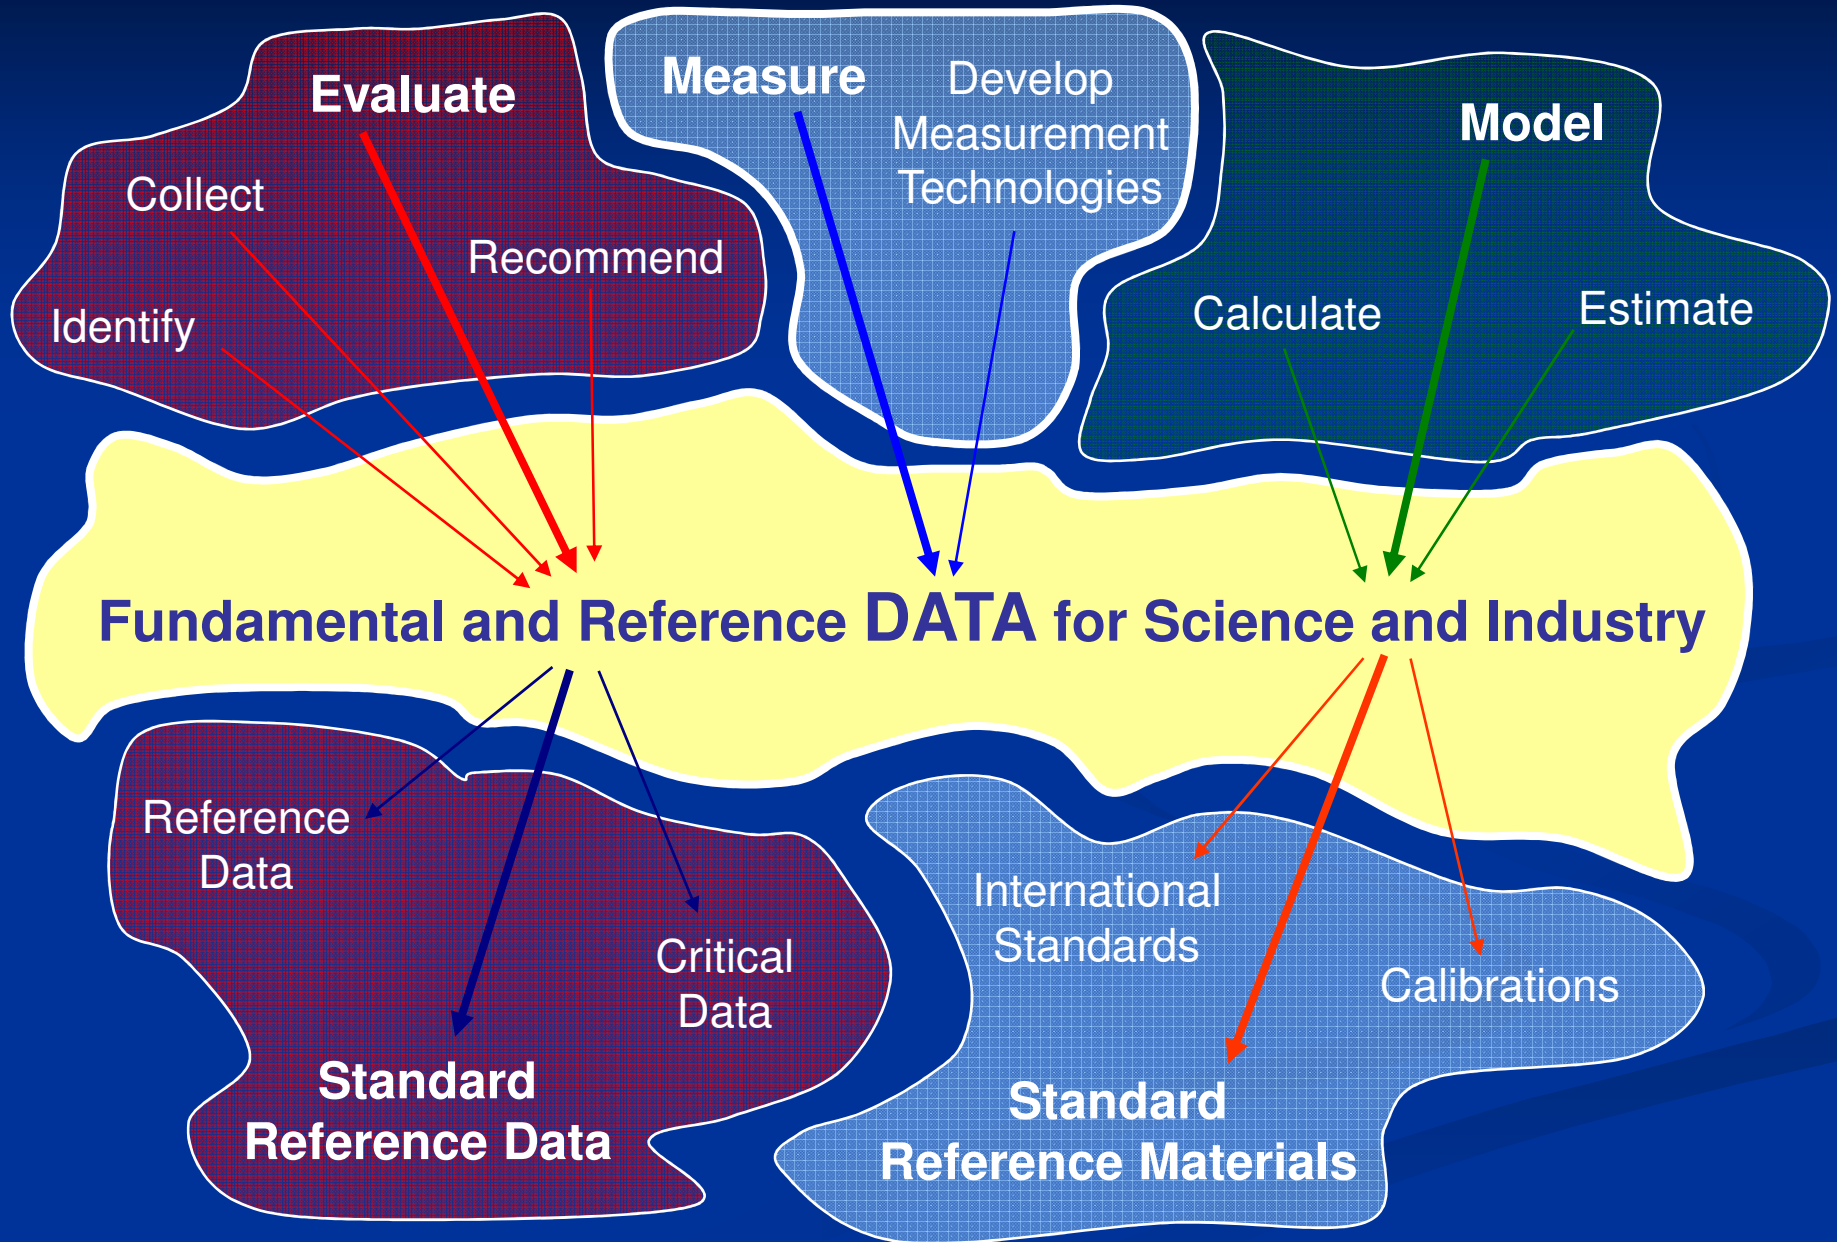 Evaluate
Collect
Recommend
Identify
Measure
Develop
Measurement
Technologies
Model
Calculate
Estimate
Fundamental and Reference DATA for Science and Industry
Reference
Data
Critical
Data
Standard
Reference Data
International
Standards
Calibrations
Standard
Reference Materials